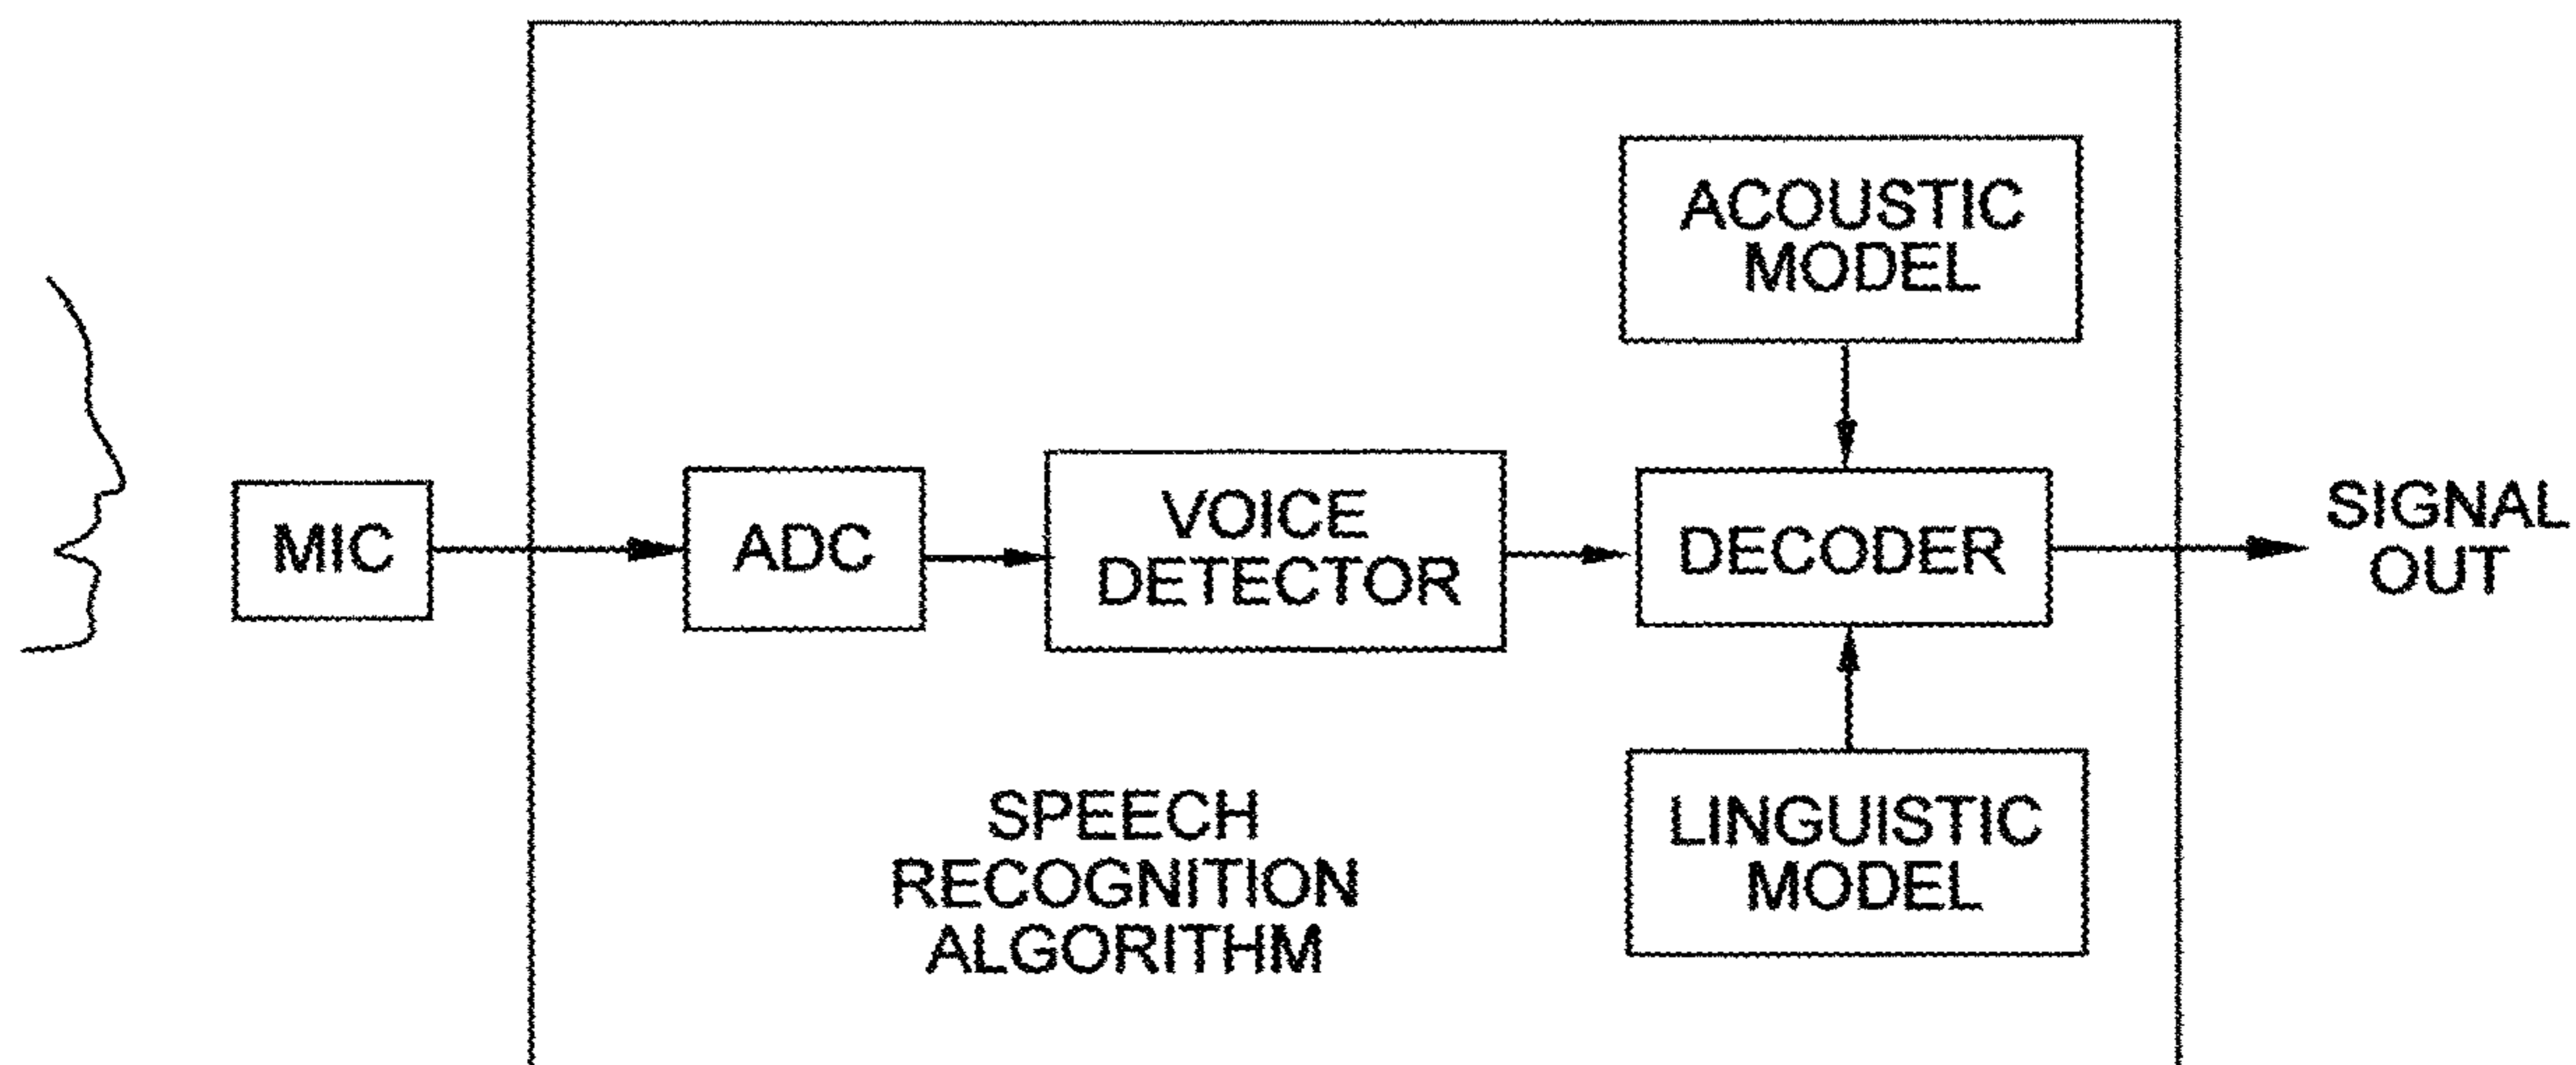 ACOUSTIC
MODEL
MIC
ADC
VOICE
DETECTOR
DECODER
SIGNAL
OUT
SPEECH
RECOGNITION
ALGORITHM
LINGUISTIC
MODEL